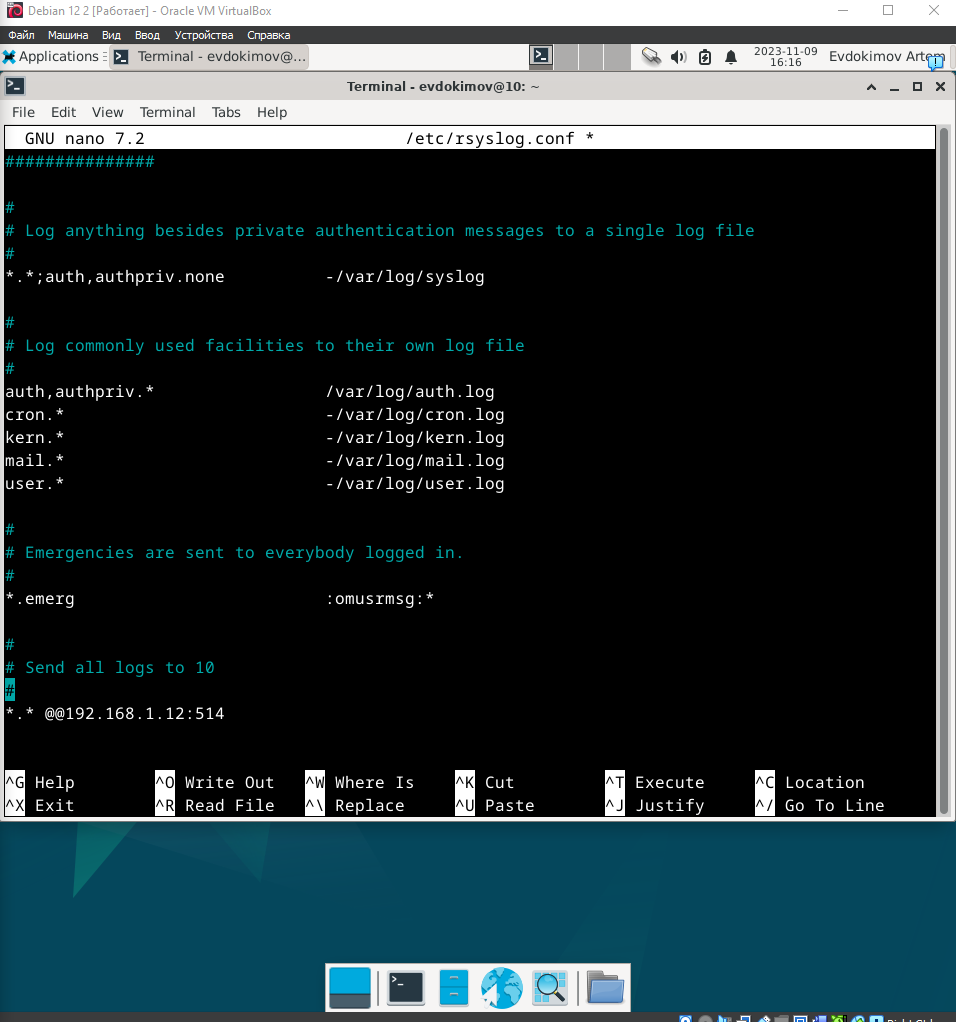 Debian 12 2 [Работает] - Oracle VM VirtualBox
Файл Машина Вид Ввод Устройства Справка
Applications
Terminal - evdokimov@...
2023-11-09
16:16
Evdokimov Artem
Terminal - evdokimov@10: ~
File Edit View Terminal Tabs Help
GNU nano 7.2 /etc/rsyslog.conf *
###############
#
# Log anything besides private authentication messages to a single log file
#
*.*;auth,authpriv.none -/var/log/syslog
#
# Log commonly used facilities to their own log file
#
auth,authpriv.* /var/log/auth.log
cron.* -/var/log/cron.log
kern.* -/var/log/kern.log
mail.* -/var/log/mail.log
user.* -/var/log/user.log
#
# Emergencies are sent to everybody logged in.
#
*.emerg :omusrmsg:*
#
# Send all logs to 10
#
*.* @@192.168.1.12:514
^G Help ^O Write Out ^W Where Is ^K Cut ^T Execute ^C Location
^X Exit ^R Read File ^\ Replace ^U Paste ^J Justify ^/ Go To Line